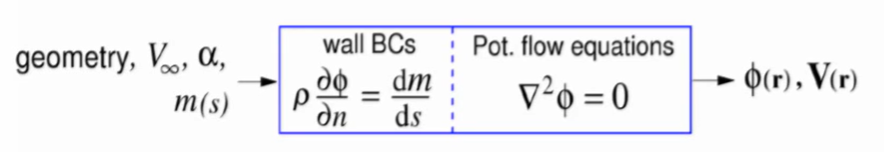 geometry, V∞, α,
m(s)
wall BCs
ρ ∂ϕ/∂n = dm/ds
Pot. flow equations
∇²ϕ = 0
ϕ(r), V(r)